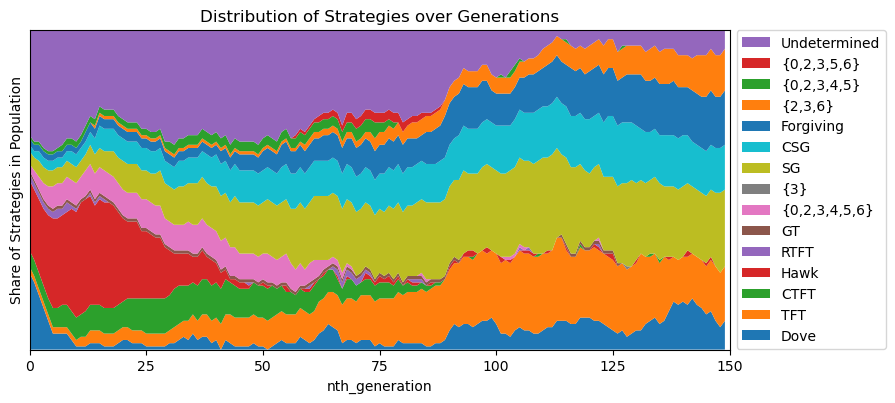 Distribution of Strategies over Generations
Share of Strategies in Population
0 25 50 75 100 125 150
nth_generation
Undetermined
{0,2,3,5,6}
{0,2,3,4,5}
{2,3,6}
Forgiving
CSG
SG
{3}
{0,2,3,4,5,6}
GT
RTFT
Hawk
CTFT
TFT
Dove